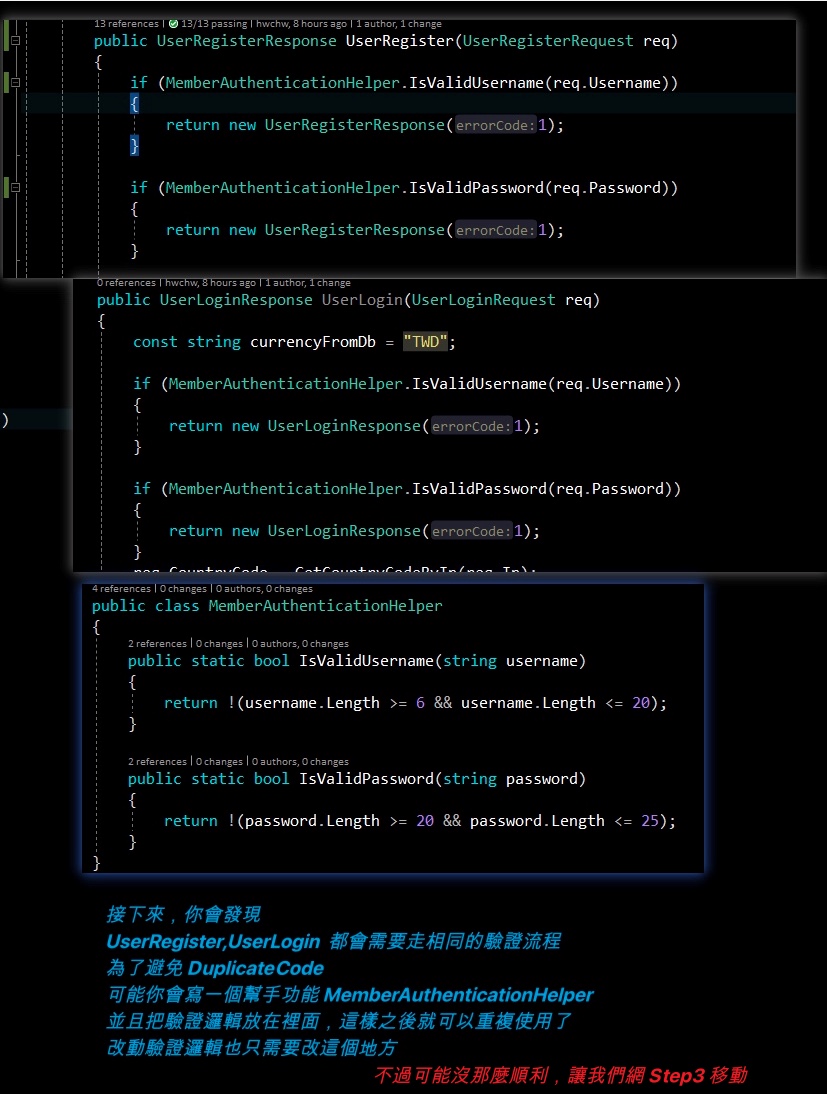 13 references | 13/13 passing | hwchw, 8 hours ago | 1 author, 1 change
public UserRegisterResponse UserRegister(UserRegisterRequest req)
{
if (MemberAuthenticationHelper.IsValidUsername(req.Username))
{
return new UserRegisterResponse(errorCode:1);
}
if (MemberAuthenticationHelper.IsValidPassword(req.Password))
{
return new UserRegisterResponse(errorCode:1);
}
0 references | hwchw, 8 hours ago | 1 author, 1 change
public UserLoginResponse UserLogin(UserLoginRequest req)
{
const string currencyFromDb = "TWD";
if (MemberAuthenticationHelper.IsValidUsername(req.Username))
{
)
return new UserLoginResponse(errorCode:1);
}
if (MemberAuthenticationHelper.IsValidPassword(req.Password))
{
return new UserLoginResponse(errorCode:1);
}
req.CountryCode = GetCountryCodeByIp(req.Ip);
4 references | 0 changes | 0 authors, 0 changes
public class MemberAuthenticationHelper
{
2 references | 0 changes | 0 authors, 0 changes
public static bool IsValidUsername(string username)
{
return !(username.Length >= 6 && username.Length <= 20);
}
2 references | 0 changes | 0 authors, 0 changes
public static bool IsValidPassword(string password)
{
return !(password.Length >= 20 && password.Length <= 25);
}
}
接下來，你會發現
UserRegister,UserLogin 都會需要走相同的驗證流程
為了避免 DuplicateCode
可能你會寫一個幫手功能 MemberAuthenticationHelper
並且把驗證邏輯放在裡面，這樣之後就可以重複使用了
改動驗證邏輯也只需要改這個地方
不過可能沒那麼順利，讓我們網 Step3 移動